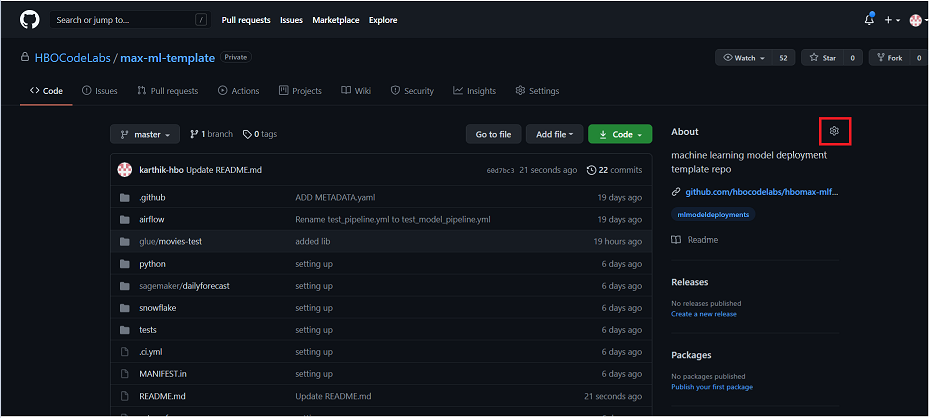 Search or jump to... / Pull requests Issues Marketplace Explore
HBOCodeLabs / max-ml-template Private Watch 52 Star 0 Fork 0
Code Issues Pull requests Actions Projects Wiki Security Insights Settings
master 1 branch 0 tags Go to file Add file Code
About
machine learning model deployment
template repo
github.com/hbocodelabs/hbomax-mlf...
mlmodeldeployments
Readme
Releases
No releases published
Create a new release
Packages
No packages published
Publish your first package
karthik-hbo Update README.md 60d7bc3 21 seconds ago 22 commits
.github ADD METADATA.yaml 19 days ago
airflow Rename test_pipeline.yml to test_model_pipeline.yml 19 days ago
glue/movies-test added lib 19 hours ago
python setting up 6 days ago
sagemaker/dailyforecast setting up 6 days ago
snowflake setting up 6 days ago
tests setting up 6 days ago
.ci.yml setting up 6 days ago
MANIFEST.in setting up 6 days ago
README.md Update README.md 21 seconds ago